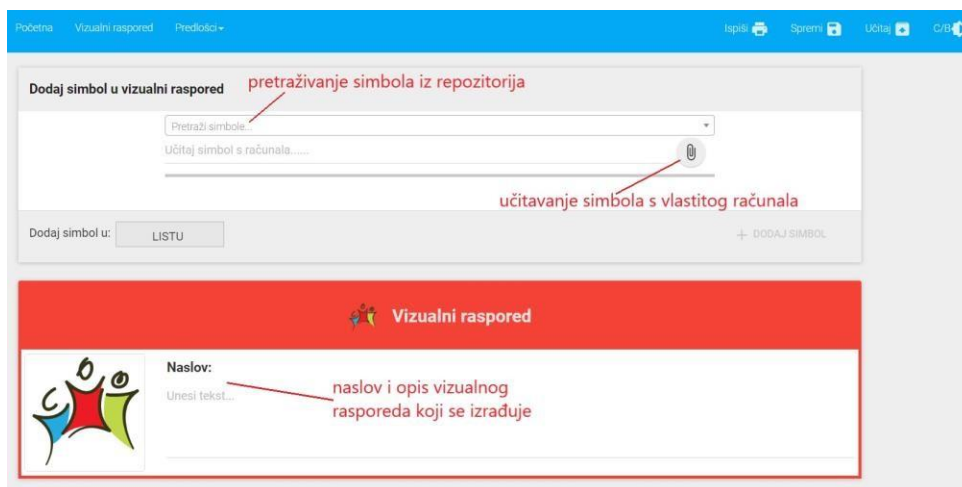 Početna Vizualni raspored Predlošci Ispiši Spremi Učitaj C/B
pretraživanje simbola iz repozitorija
Dodaj simbol u vizualni raspored
Pretraži simbole...
Učitaj simbol s računala......
učitavanje simbola s vlastitog računala
Dodaj simbol u: LISTU + DODAJ SIMBOL
Vizualni raspored
Naslov:
Unesi tekst...
naslov i opis vizualnog
rasporeda koji se izrađuje